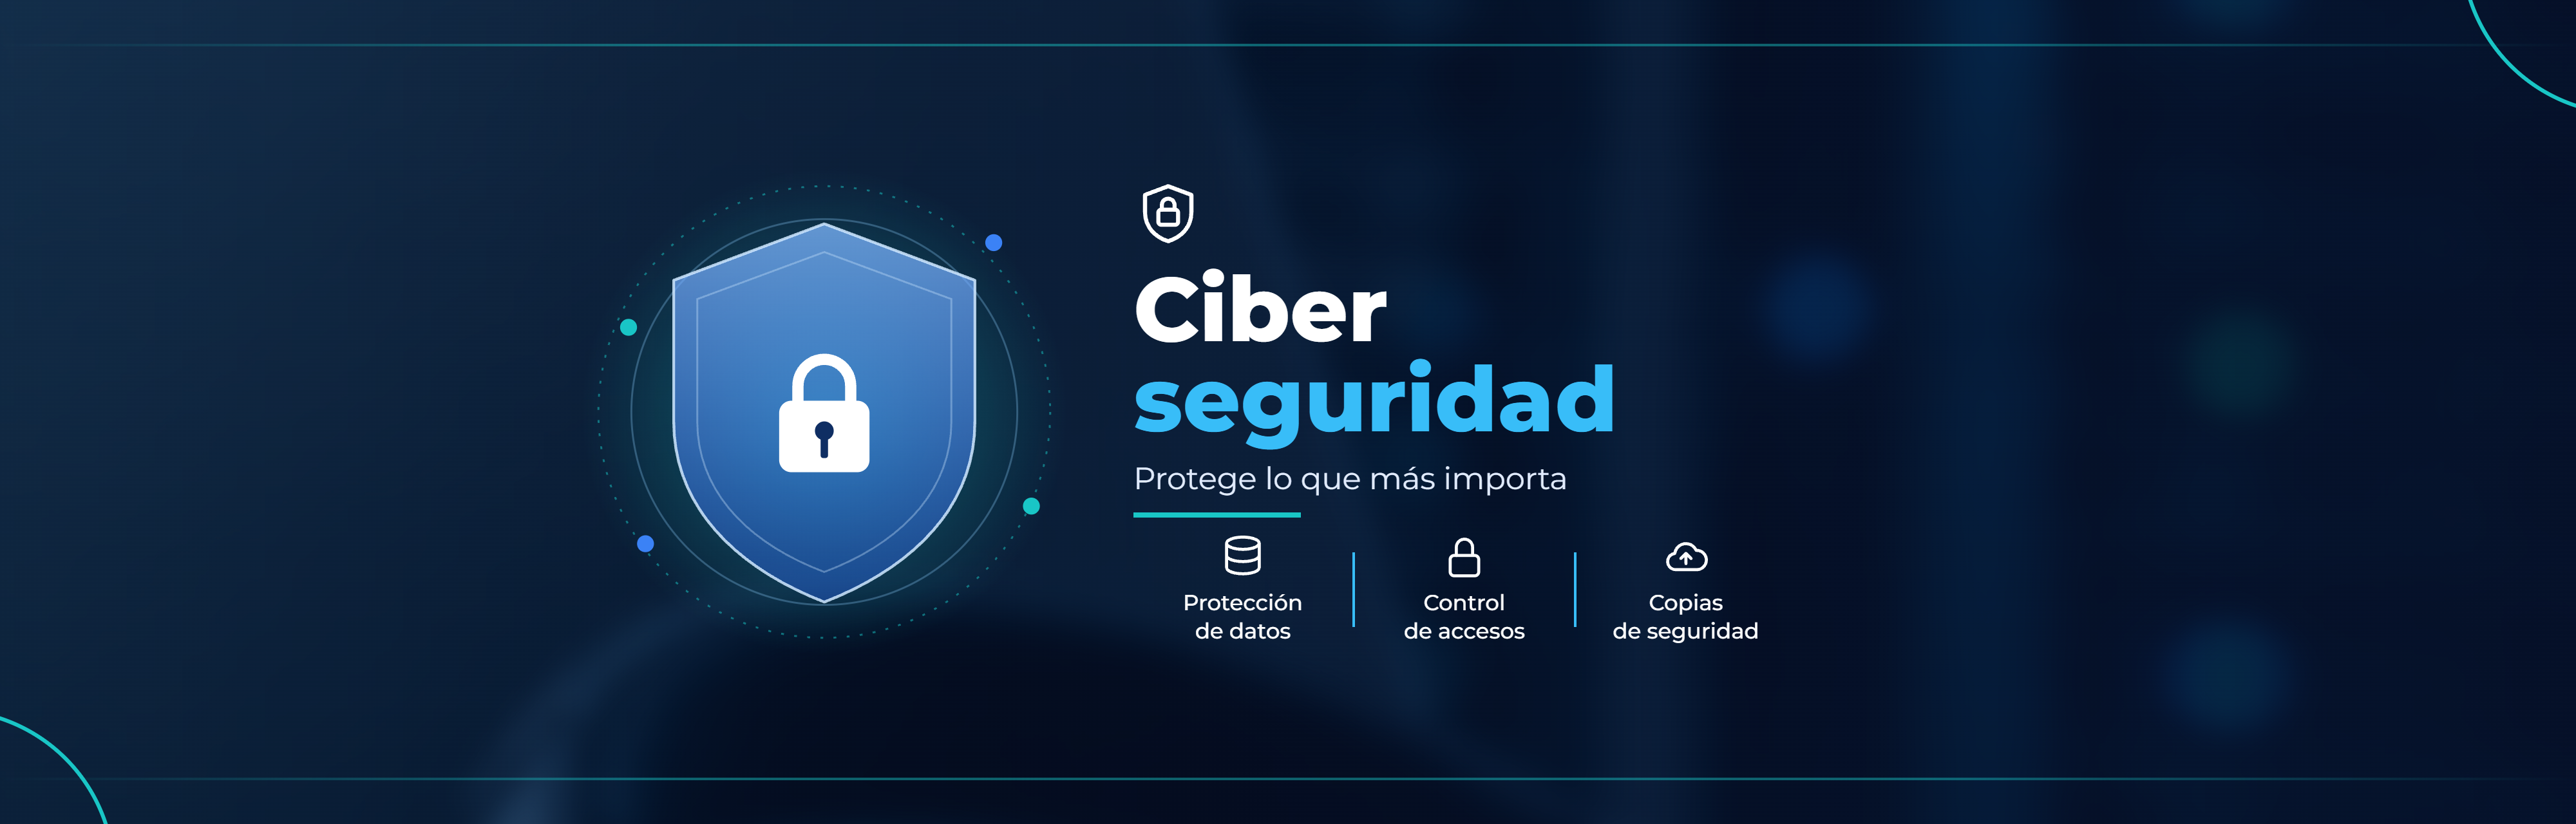 Ciber
seguridad
Protege lo que más importa
Protección
de datos
Control
de accesos
Copias
de seguridad